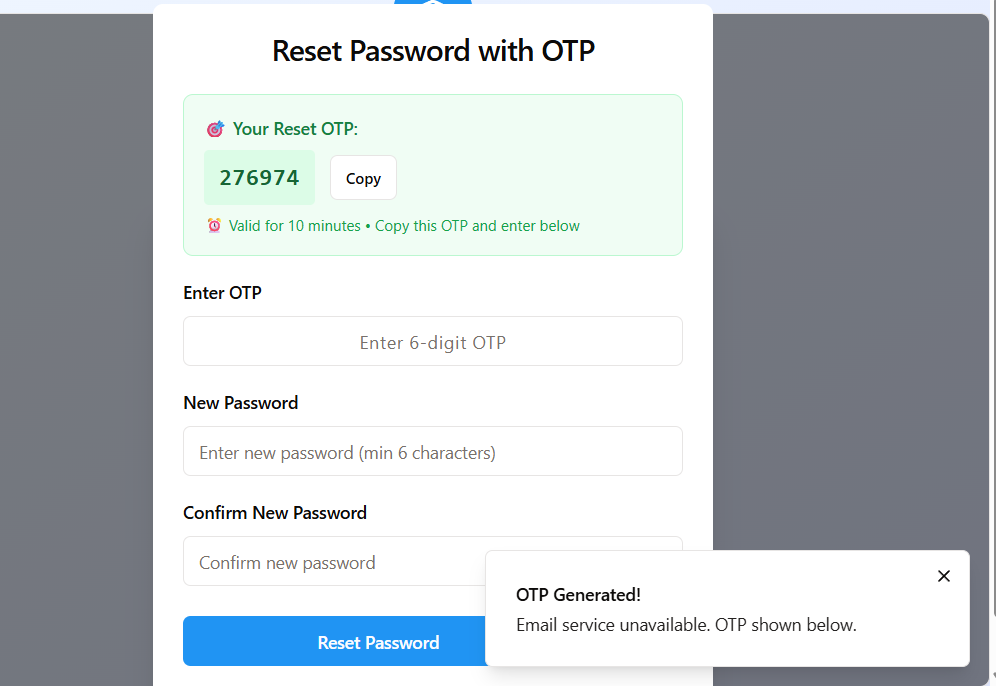 Reset Password with OTP
🎯 Your Reset OTP:
276974
Copy
⏰ Valid for 10 minutes • Copy this OTP and enter below
Enter OTP
Enter 6-digit OTP
New Password
Enter new password (min 6 characters)
Confirm New Password
Confirm new password
Reset Password
OTP Generated!
Email service unavailable. OTP shown below.